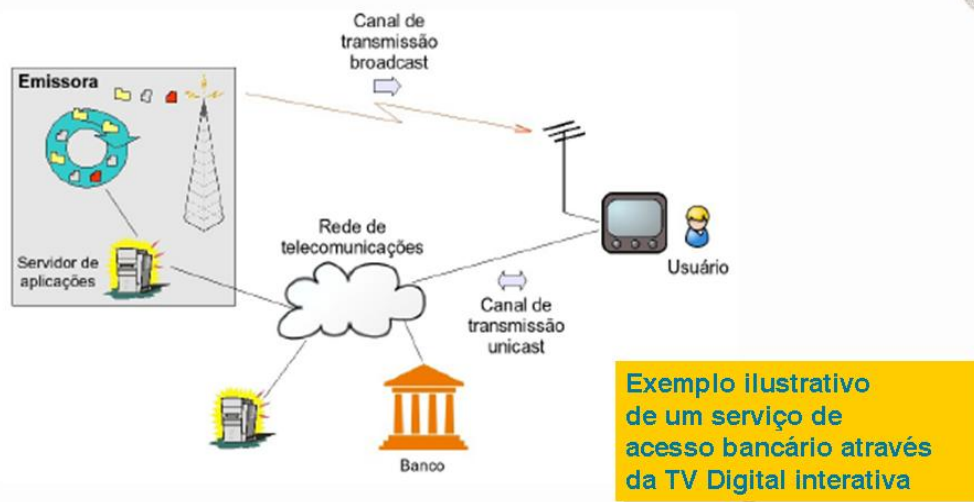 Canal de
transmissão
broadcast
Emissora
Rede de
telecomunicações
Servidor de
aplicações
Usuário
Canal de
transmissão
unicast
Banco
Exemplo ilustrativo
de um serviço de
acesso bancário através
da TV Digital interativa